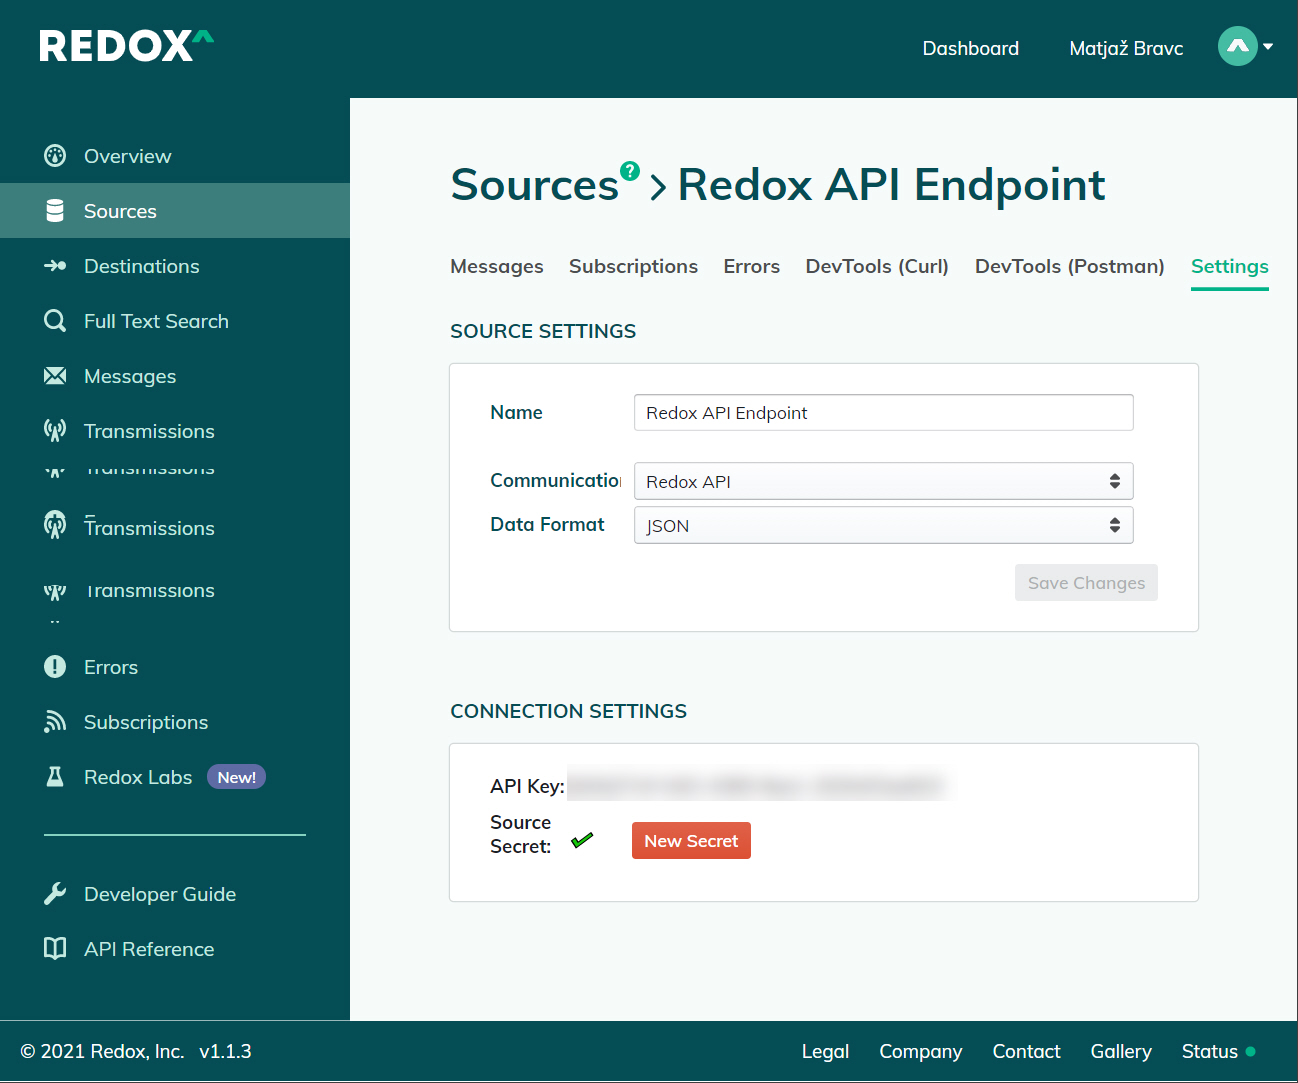 REDOX
Dashboard
Matjaž Bravc
Overview
Sources
Destinations
Full Text Search
Messages
Transmissions
Transmissions
Transmissions
Transmissions
Errors
Subscriptions
Redox Labs New!
Developer Guide
API Reference
Sources ? > Redox API Endpoint
Messages Subscriptions Errors DevTools (Curl) DevTools (Postman) Settings
SOURCE SETTINGS
Name Redox API Endpoint
Communication Redox API
Data Format JSON
Save Changes
CONNECTION SETTINGS
API Key:
Source
Secret:
New Secret
© 2021 Redox, Inc. v1.1.3
Legal Company Contact Gallery Status